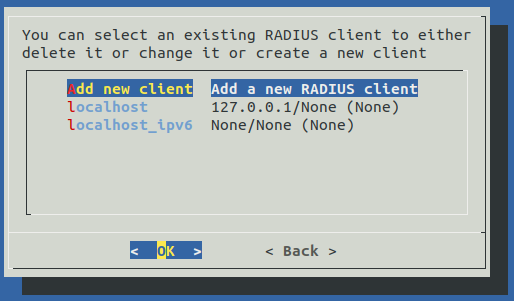 You can select an existing RADIUS client to either
delete it or change it or create a new client
Add new client Add a new RADIUS client
localhost 127.0.0.1/None (None)
localhost_ipv6 None/None (None)
< OK > < Back >